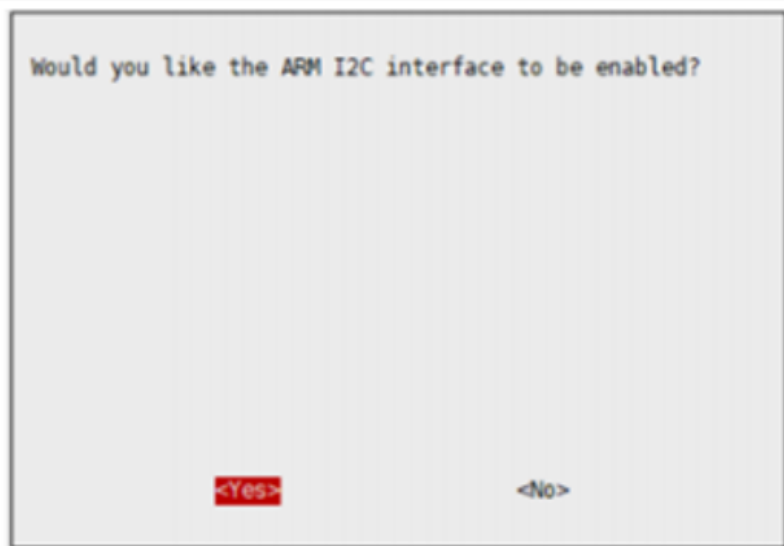 Would you like the ARM I2C interface to be enabled?
<Yes> <No>